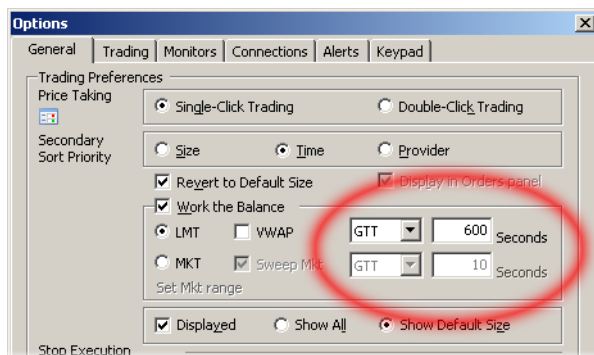 Options
General Trading Monitors Connections Alerts Keypad
Trading Preferences
Price Taking
Single-Click Trading Double-Click Trading
Secondary
Sort Priority
Size Time Provider
Revert to Default Size Display in Orders panel
Work the Balance
LMT VWAP GTT 600 Seconds
MKT Sweep Mkt GTT 10 Seconds
Set Mkt range
Displayed Show All Show Default Size
Stop Execution